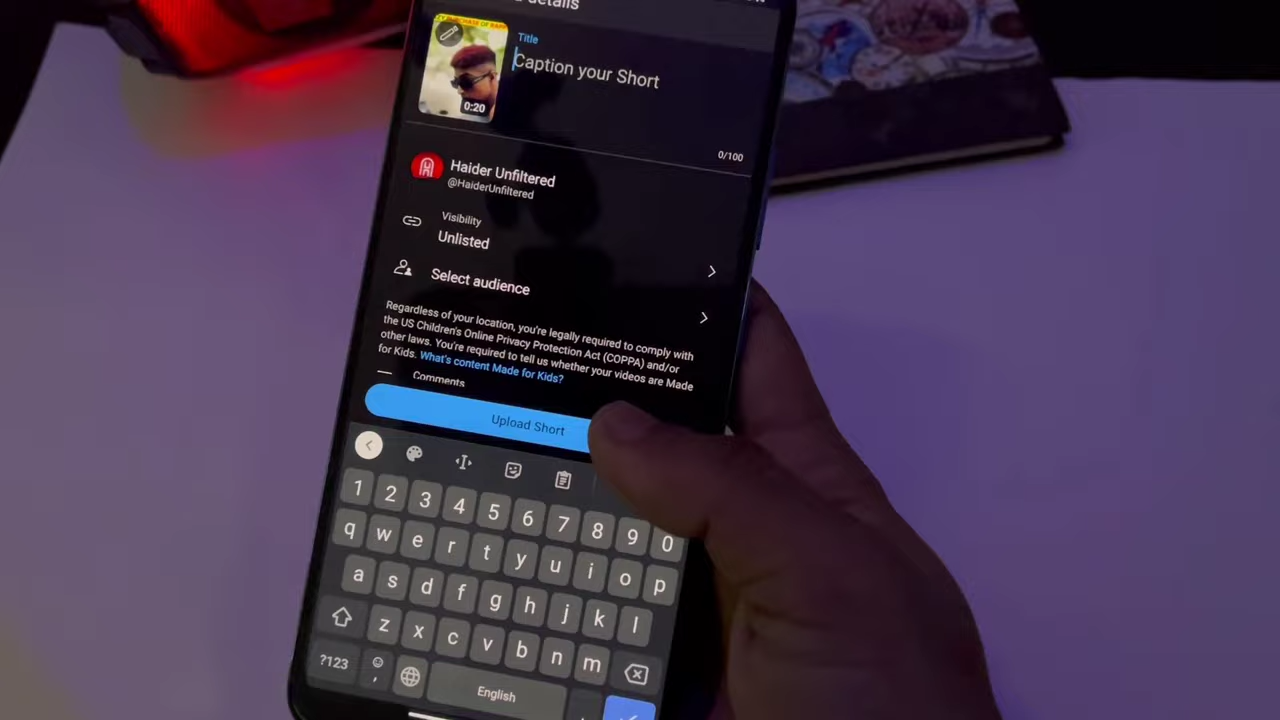 details
PURCHASE OF
0:20
Title
Caption your Short
0/100
Haider Unfiltered
@HaiderUnfiltered
Visibility
Unlisted
Select audience
Regardless of your location, you're legally required to comply with
the US Children's Online Privacy Protection Act (COPPA) and/or
other laws. You're required to tell us whether your videos are Made
for Kids. What's content Made for Kids?
Comments
Upload Short
1 2 3 4 5 6 7 8 9 0
q w e r t y u i o p
a s d f g h j k l
z x c v b n m
?123 , English .